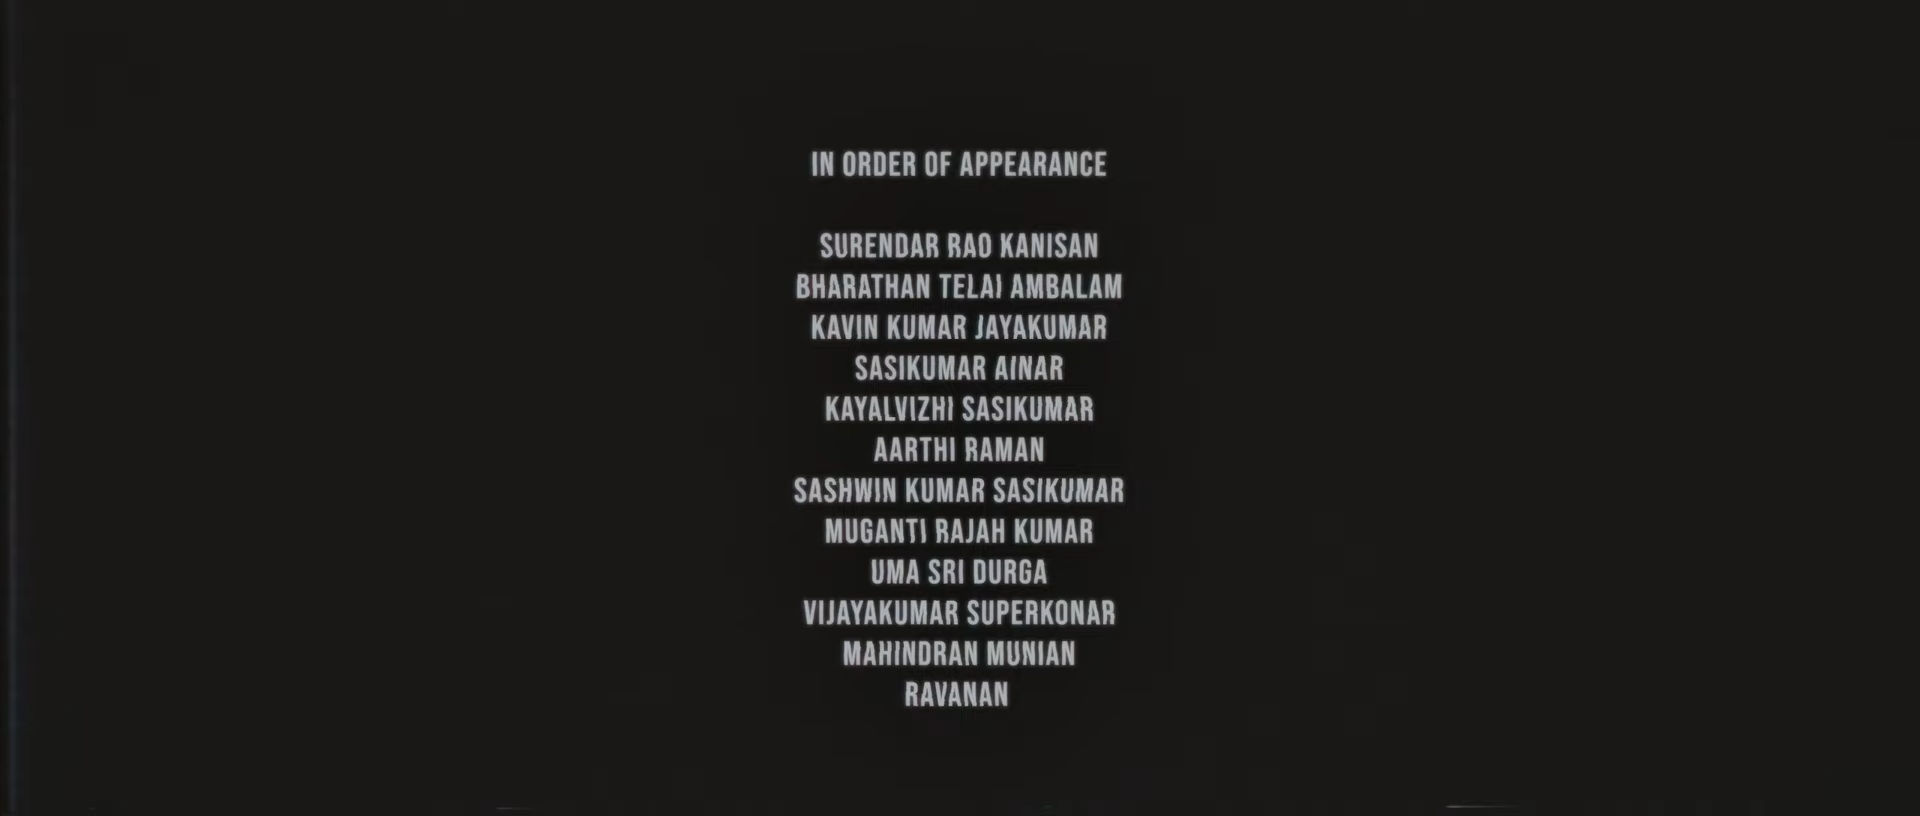 IN ORDER OF APPEARANCE
SURENDAR RAO KANISAN
BHARATHAN TELAI AMBALAM
KAVIN KUMAR JAYAKUMAR
SASIKUMAR AINAR
KAYALVIZHI SASIKUMAR
AARTHI RAMAN
SASHWIN KUMAR SASIKUMAR
MUGANTI RAJAH KUMAR
UMA SRI DURGA
VIJAYAKUMAR SUPERKONAR
MAHINDRAN MUNIAN
RAVANAN